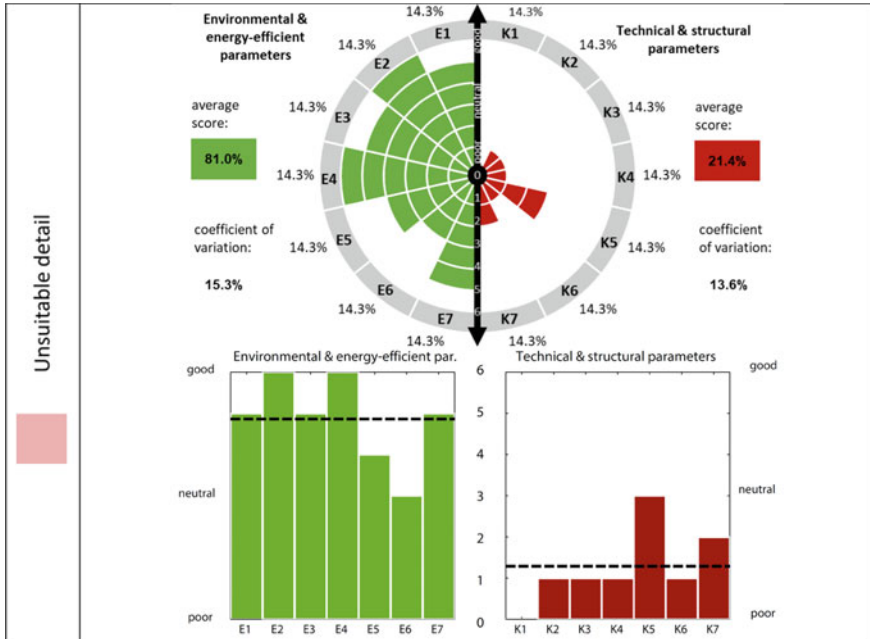 Unsuitable detail
Environmental &
energy-efficient
parameters
average
score:
81.0%
coefficient of
variation:
15.3%
14.3%
14.3%
14.3%
14.3%
14.3%
14.3%
14.3%
E1
E2
E3
E4
E5
E6
E7
good
neutral
poor
0
1
2
3
4
5
6
K1
K2
K3
K4
K5
K6
K7
14.3%
14.3%
14.3%
14.3%
14.3%
14.3%
14.3%
Technical & structural
parameters
average
score:
21.4%
coefficient
of variation:
13.6%
Environmental & energy-efficient par.
good
neutral
poor
E1 E2 E3 E4 E5 E6 E7
Technical & structural parameters
6
5
4
3
2
1
0
K1 K2 K3 K4 K5 K6 K7
good
neutral
poor